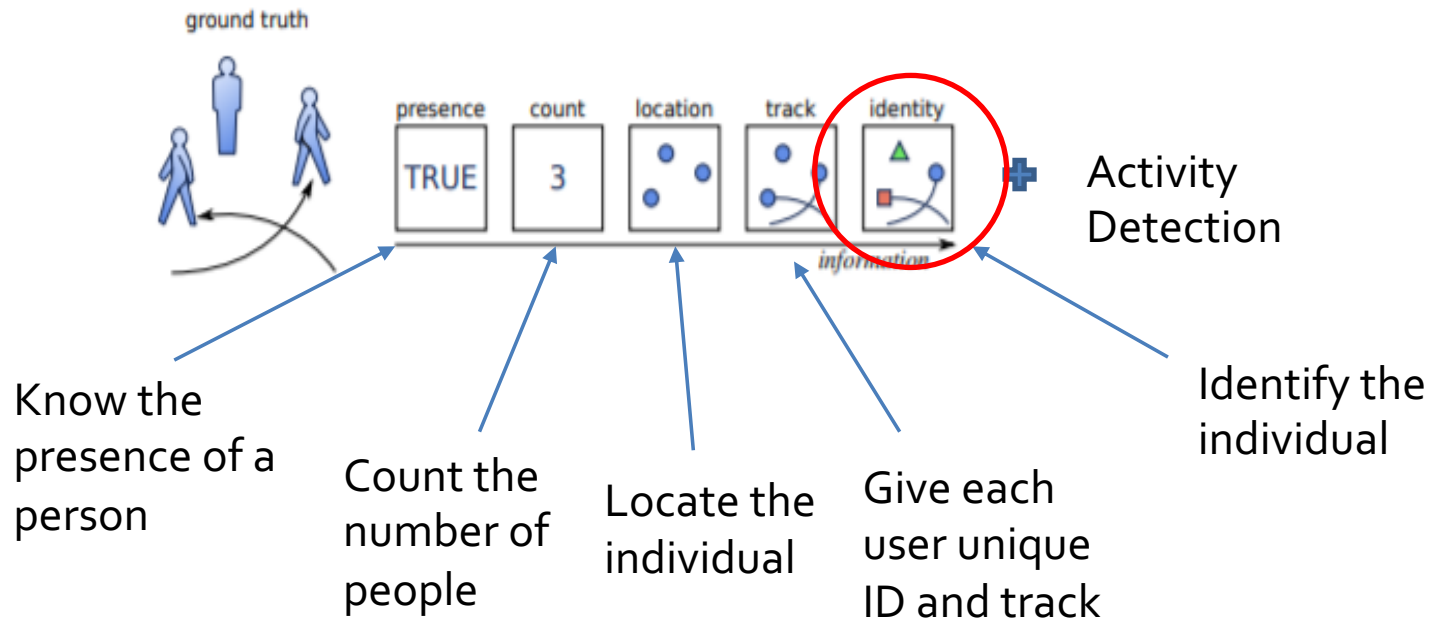 ground truth
presence count location track identity
TRUE 3
information
Activity
Detection
Know the
presence of a
person
Count the
number of
people
Locate the
individual
Give each
user unique
ID and track
Identify the
individual